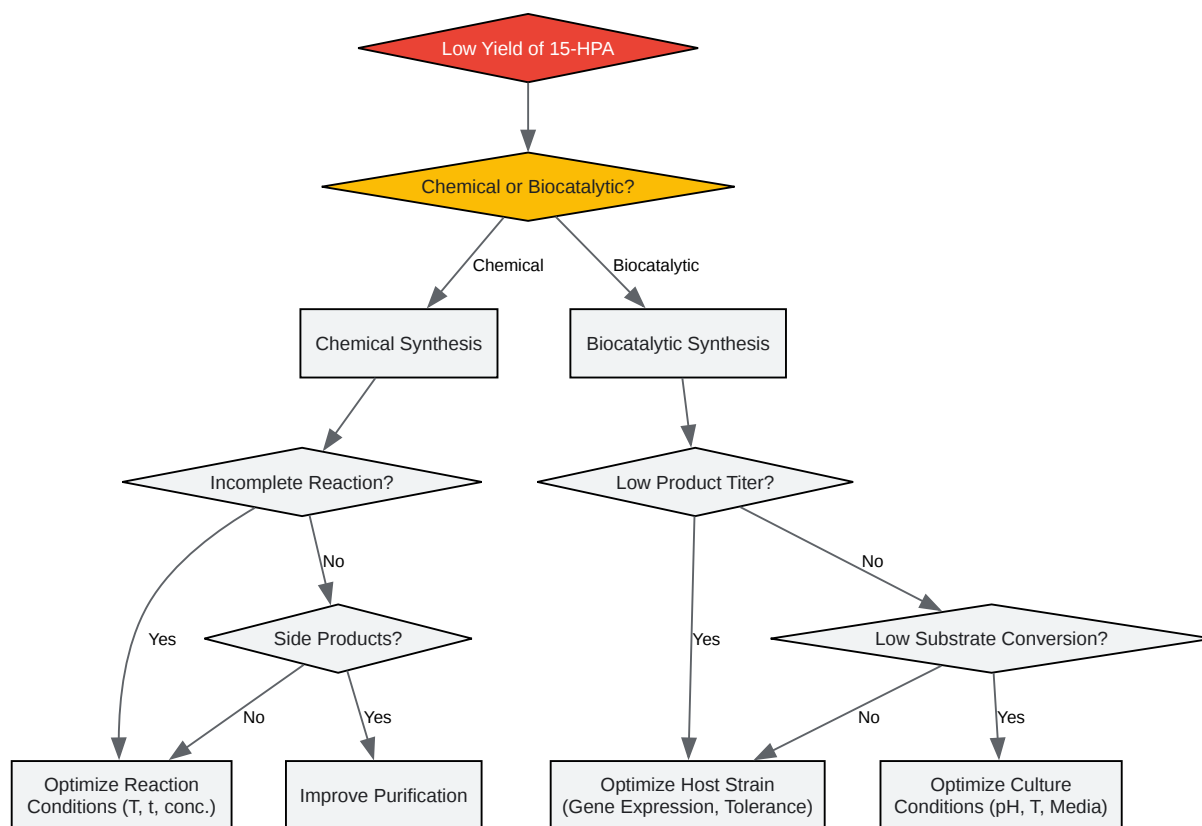 Low Yield of 15-HPA
Chemical or Biocatalytic?
Chemical
Biocatalytic
Chemical Synthesis
Biocatalytic Synthesis
Incomplete Reaction?
Low Product Titer?
No
No
Yes
Side Products?
Yes
Low Substrate Conversion?
No
Yes
No
Yes
Optimize Reaction
Conditions (T, t, conc.)
Improve Purification
Optimize Host Strain
(Gene Expression, Tolerance)
Optimize Culture
Conditions (pH, T, Media)